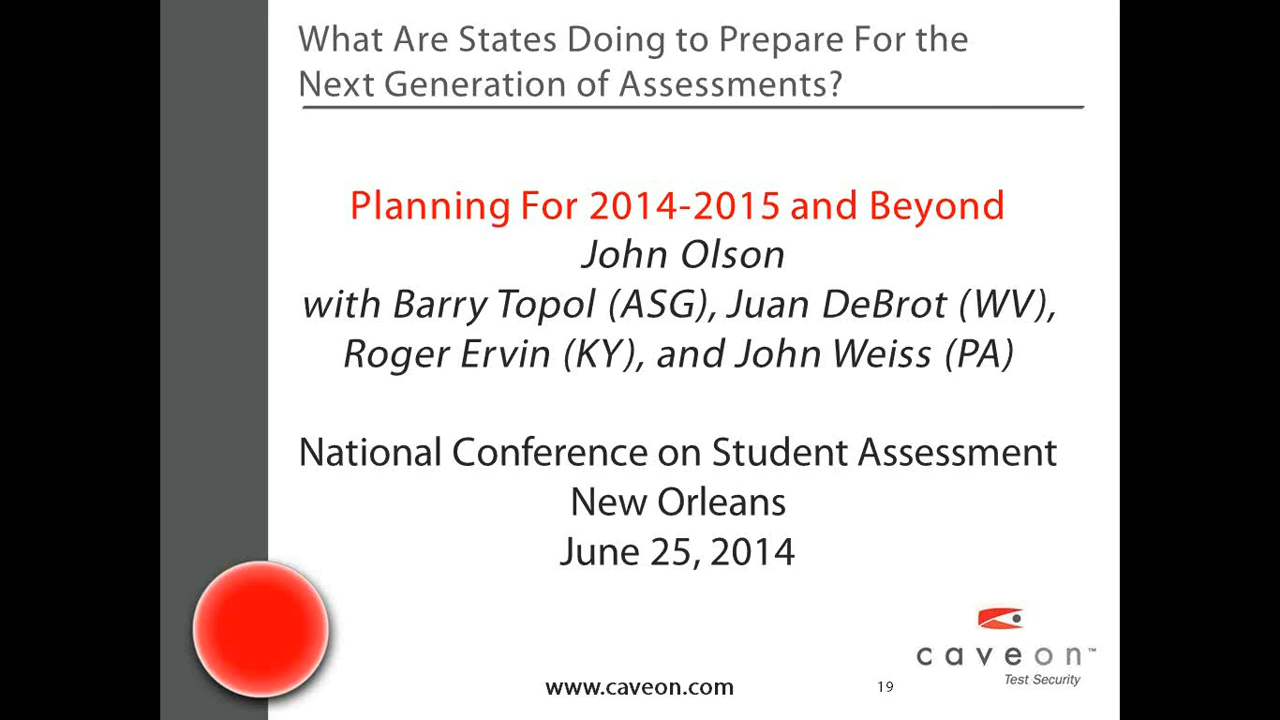 What Are States Doing to Prepare For the
Next Generation of Assessments?
Planning For 2014-2015 and Beyond
John Olson
with Barry Topol (ASG), Juan DeBrot (WV),
Roger Ervin (KY), and John Weiss (PA)
National Conference on Student Assessment
New Orleans
June 25, 2014
caveon™
Test Security
www.caveon.com
19